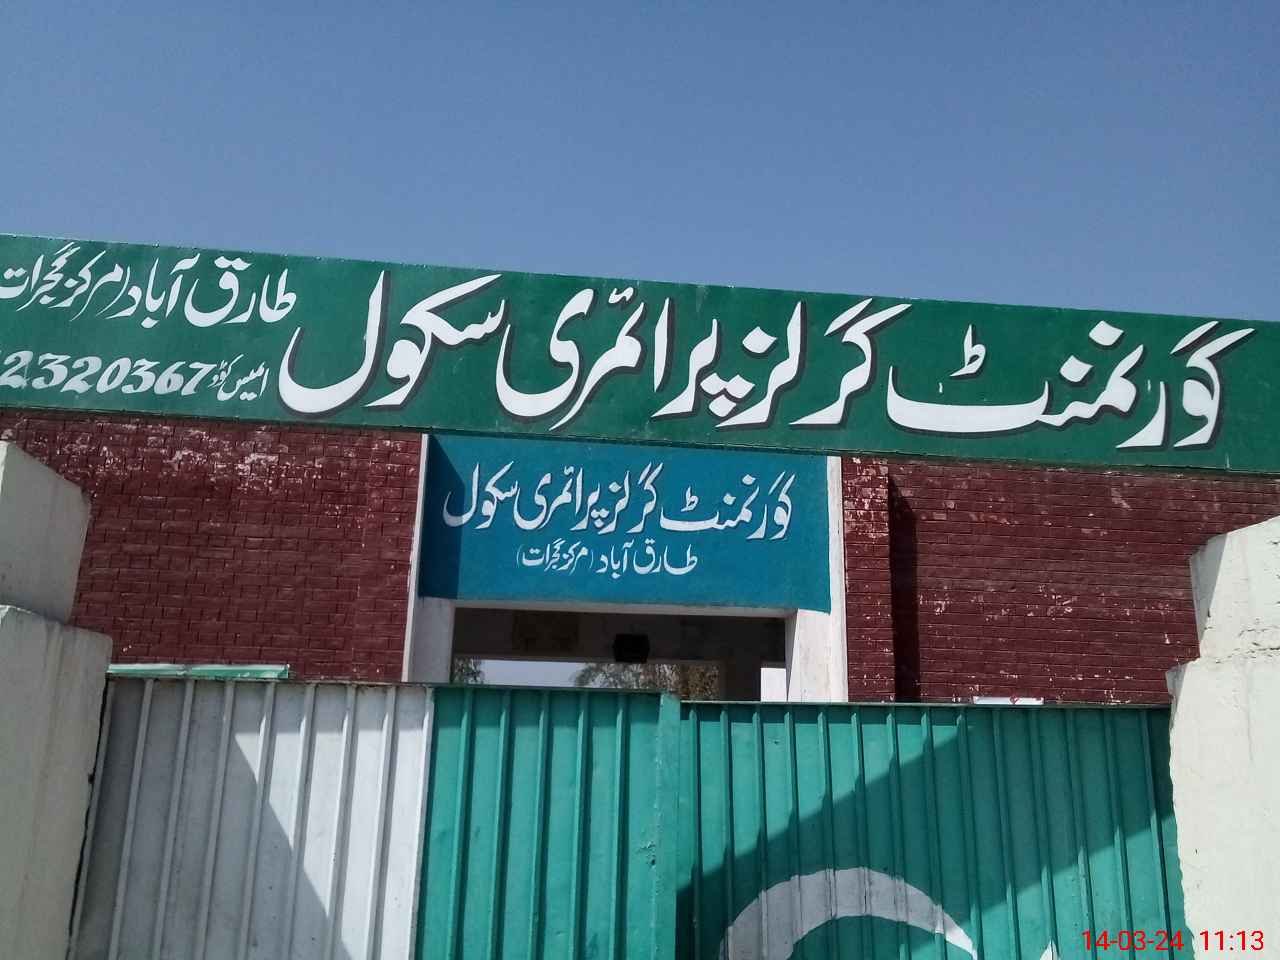 گورنمنٹ گرلز پرائمری سکول
طارق آباد (مرکز گجرات
ایمس کوڈ 2320367
گورنمنٹ گرلز پرائمری سکول
طارق آباد (مرکز گجرات)
14-03-24 11:13